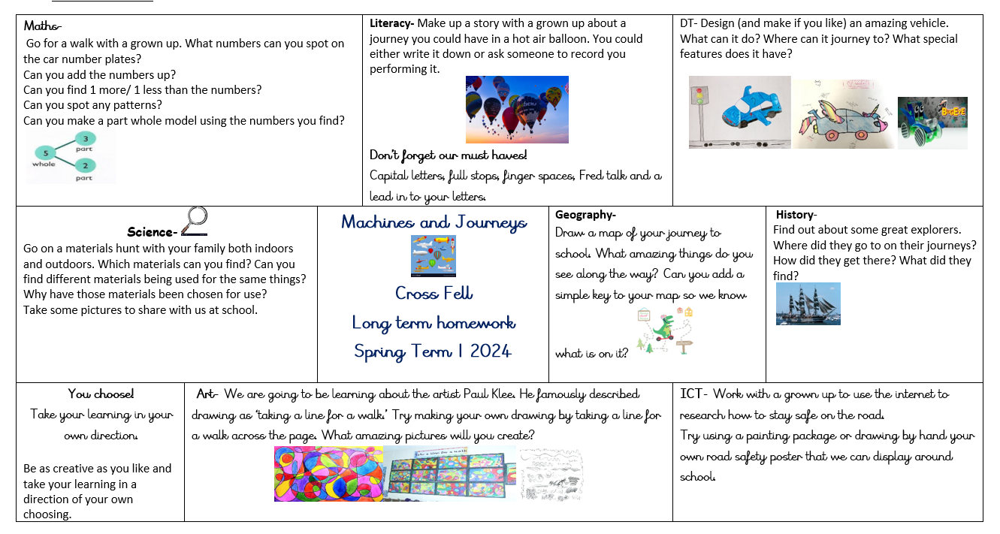 Maths-
Go for a walk with a grown up. What numbers can you spot on
the car number plates?
Can you add the numbers up?
Can you find 1 more/ 1 less than the numbers?
Can you spot any patterns?
Can you make a part whole model using the numbers you find?
3
part
5
whole
2
part
Literacy- Make up a story with a grown up about a
journey you could have in a hot air balloon. You could
either write it down or ask someone to record you
performing it.
Don't forget our must haves!
Capital letters, full stops, finger spaces, Fred talk and a
lead in to your letters.
DT- Design (and make if you like) an amazing vehicle.
What can it do? Where can it journey to? What special
features does it have?
Science-
Go on a materials hunt with your family both indoors
and outdoors. Which materials can you find? Can you
find different materials being used for the same things?
Why have those materials been chosen for use?
Take some pictures to share with us at school.
Machines and Journeys
Cross Fell
Long term homework
Spring Term 1 2024
Geography-
Draw a map of your journey to
school. What amazing things do you
see along the way? Can you add a
simple key to your map so we know
what is on it?
History-
Find out about some great explorers.
Where did they go to on their journeys?
How did they get there? What did they
find?
You choose!
Take your learning in your
own direction.
Be as creative as you like and
take your learning in a
direction of your own
choosing.
Art- We are going to be learning about the artist Paul Klee. He famously described
drawing as ‘taking a line for a walk.’ Try making your own drawing by taking a line for
a walk across the page. What amazing pictures will you create?
Take a line for a walk
ICT- Work with a grown up to use the internet to
research how to stay safe on the road.
Try using a painting package or drawing by hand your
own road safety poster that we can display around
school.